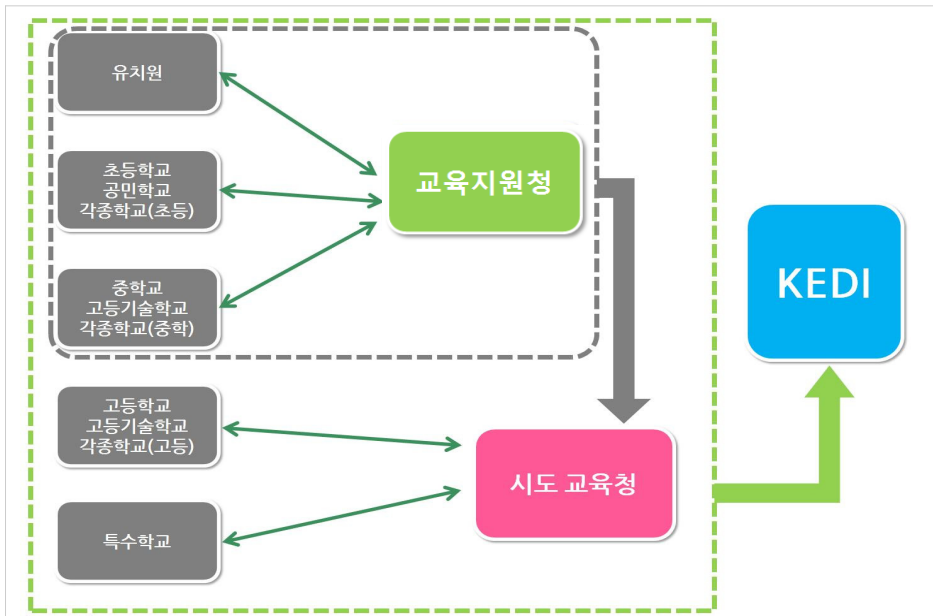 유치원
초등학교
공민학교
각종학교(초등)
교육지원청
중학교
고등기술학교
각종학교(중학)
KEDI
고등학교
고등기술학교
각종학교(고등)
시도 교육청
특수학교